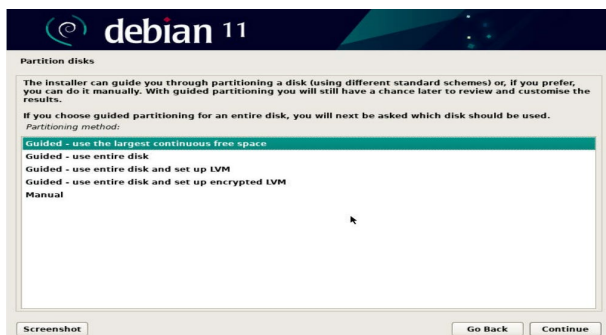 debian 11
Partition disks
The installer can guide you through partitioning a disk (using different standard schemes) or, if you prefer,
you can do it manually. With guided partitioning you will still have a chance later to review and customise the
results.
If you choose guided partitioning for an entire disk, you will next be asked which disk should be used.
Partitioning method:
Guided - use the largest continuous free space
Guided - use entire disk
Guided - use entire disk and set up LVM
Guided - use entire disk and set up encrypted LVM
Manual
Screenshot
Go Back
Continue